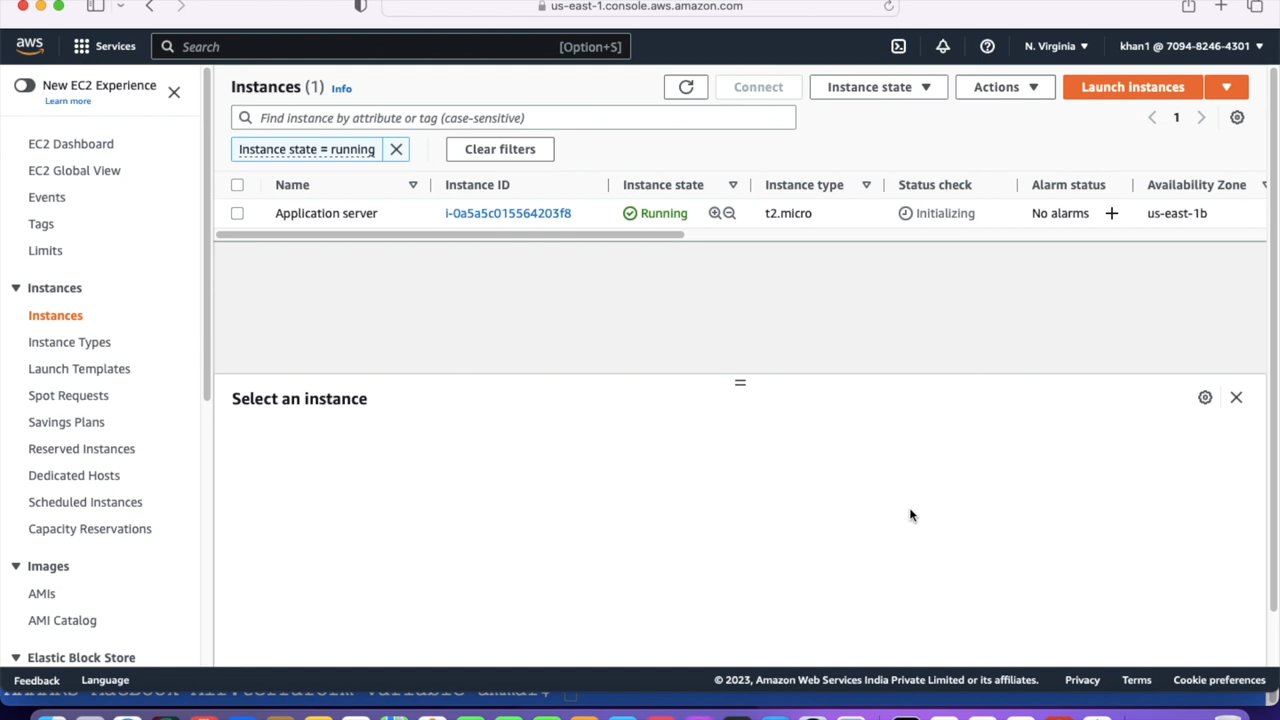 us-east-1.console.aws.amazon.com
aws
Services
Search
[Option+S]
N. Virginia
khan1 @ 7094-8246-4301
New EC2 Experience
Learn more
EC2 Dashboard
EC2 Global View
Events
Tags
Limits
Instances
Instances
Instance Types
Launch Templates
Spot Requests
Savings Plans
Reserved Instances
Dedicated Hosts
Scheduled Instances
Capacity Reservations
Images
AMIs
AMI Catalog
Elastic Block Store
Instances (1) Info
Connect
Instance state
Actions
Launch instances
Find instance by attribute or tag (case-sensitive)
1
Instance state = running
Clear filters
Name Instance ID Instance state Instance type Status check Alarm status Availability Zone
Application server i-0a5a5c015564203f8 Running t2.micro Initializing No alarms + us-east-1b
Select an instance
Feedback Language © 2023, Amazon Web Services India Private Limited or its affiliates. Privacy Terms Cookie preferences